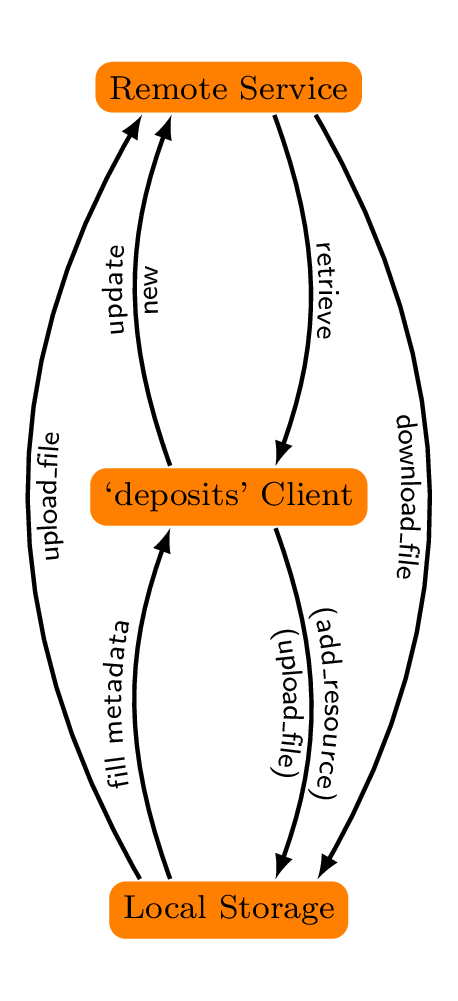 Remote Service
update
new
retrieve
upload_file
download_file
‘deposits’ Client
fill metadata
(add_resource)
(upload_file)
Local Storage